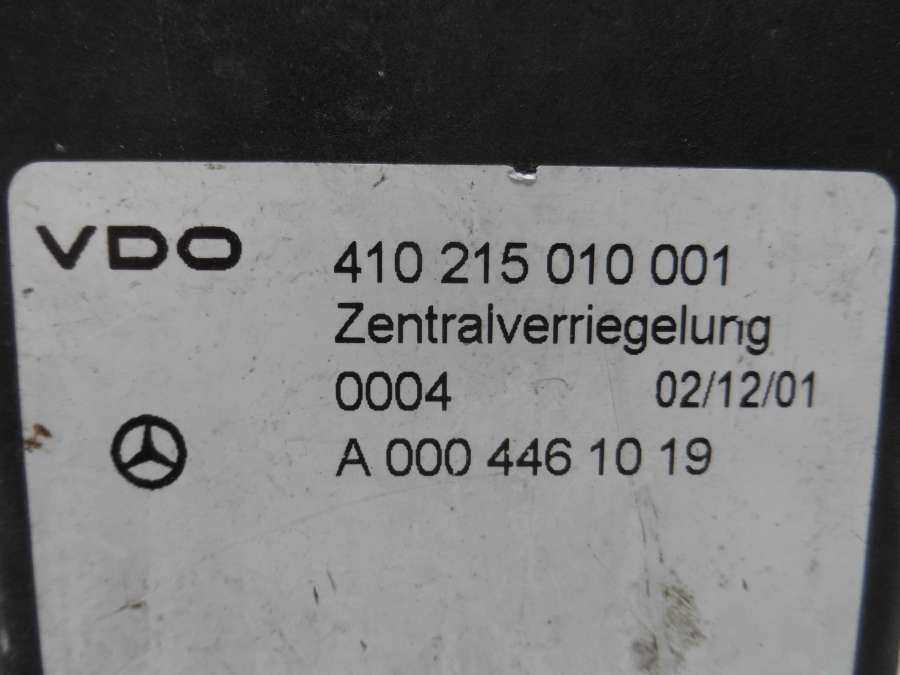 VDO
410 215 010 001
Zentralverriegelung
0004 02/12/01
A 000 446 10 19